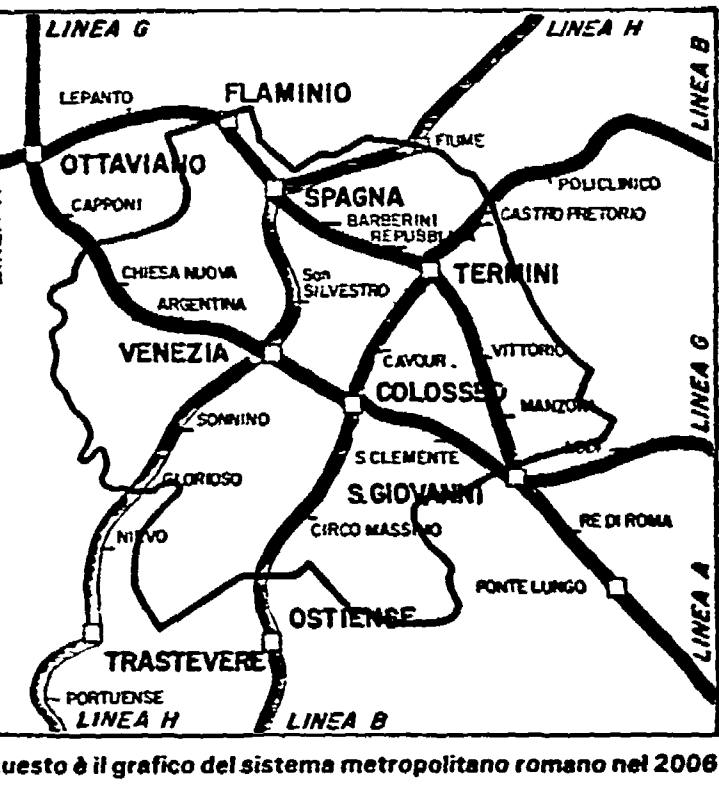 LINEA G
LINEA H
LINEA B
LEPANTO
FLAMINIO
FIUME
OTTAVIANO
CAPPONI
SPAGNA
POLICLINICO
BARBERINI
CASTRO PRETORIO
REPUBBLICA
CHIESA NUOVA
San
SILVESTRO
TERMINI
ARGENTINA
VENEZIA
CAVOUR
VITTORIO
LINEA G
COLOSSEO
MANZONI
SONNINO
S.CLEMENTE
LODI
GLORIOSO
S.GIOVANNI
NIEVO
CIRCO MASSIMO
RE DI ROMA
PONTE LUNGO
LINEA A
OSTIENSE
TRASTEVERE
PORTUENSE
LINEA H
LINEA B
uesto è il grafico del sistema metropolitano romano nel 2006